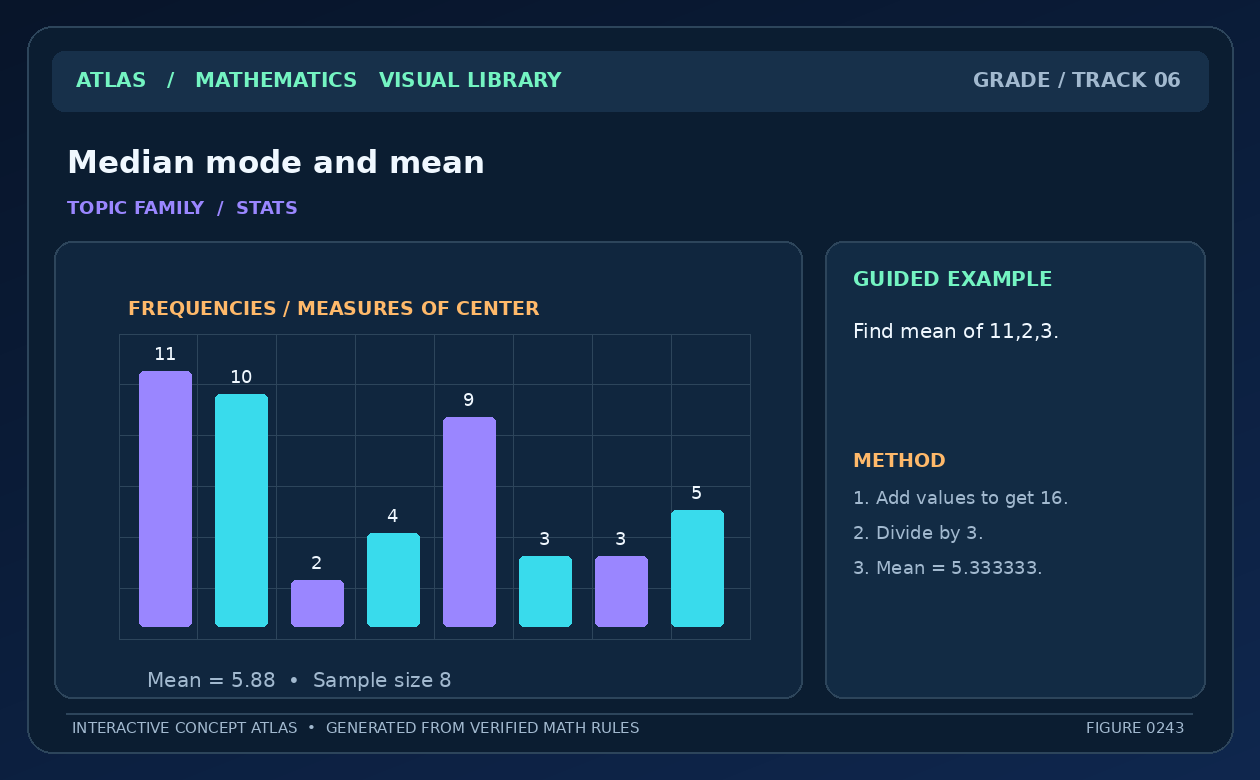 ATLAS / MATHEMATICS VISUAL LIBRARY
GRADE / TRACK 06
Median mode and mean
TOPIC FAMILY / STATS
FREQUENCIES / MEASURES OF CENTER
11
10
2
4
9
3
3
5
Mean = 5.88 • Sample size 8
GUIDED EXAMPLE
Find mean of 11,2,3.
METHOD
1. Add values to get 16.
2. Divide by 3.
3. Mean = 5.333333.
INTERACTIVE CONCEPT ATLAS • GENERATED FROM VERIFIED MATH RULES
FIGURE 0243